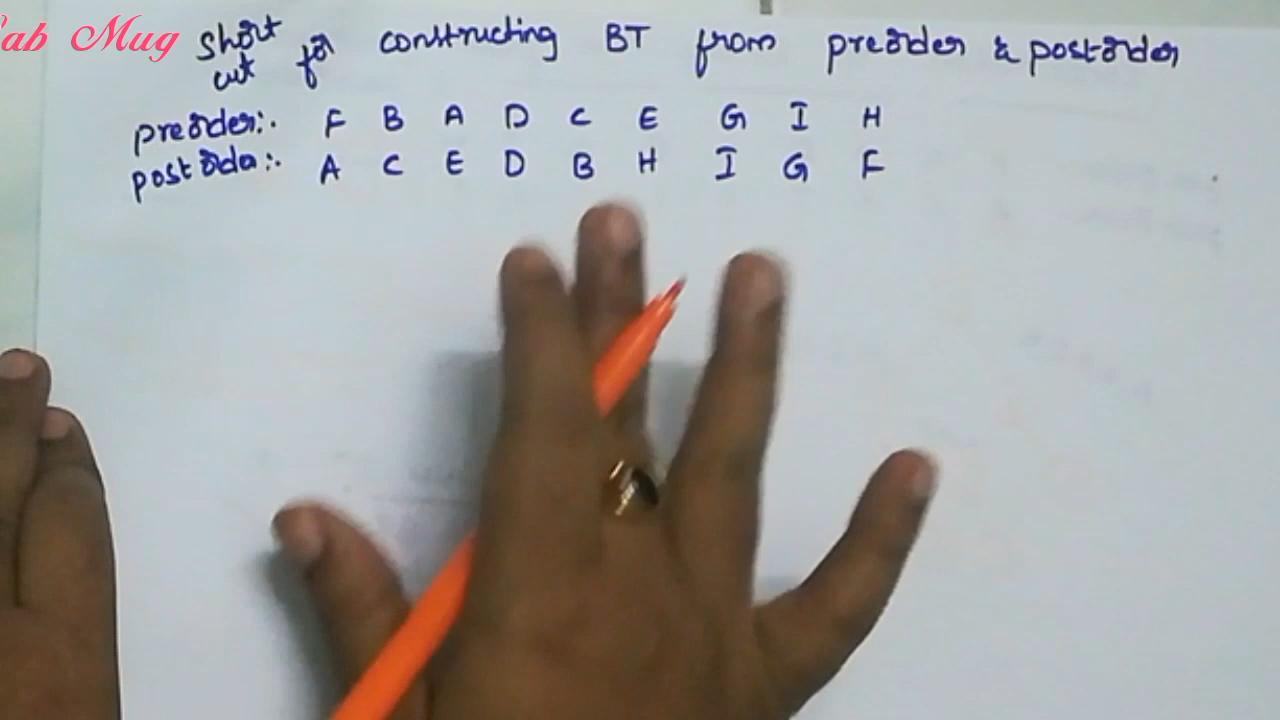 ab Mug
short cut for constructing BT from preorder & postorder
preorder:. F B A D C E G I H
postorder:. A C E D B H I G F